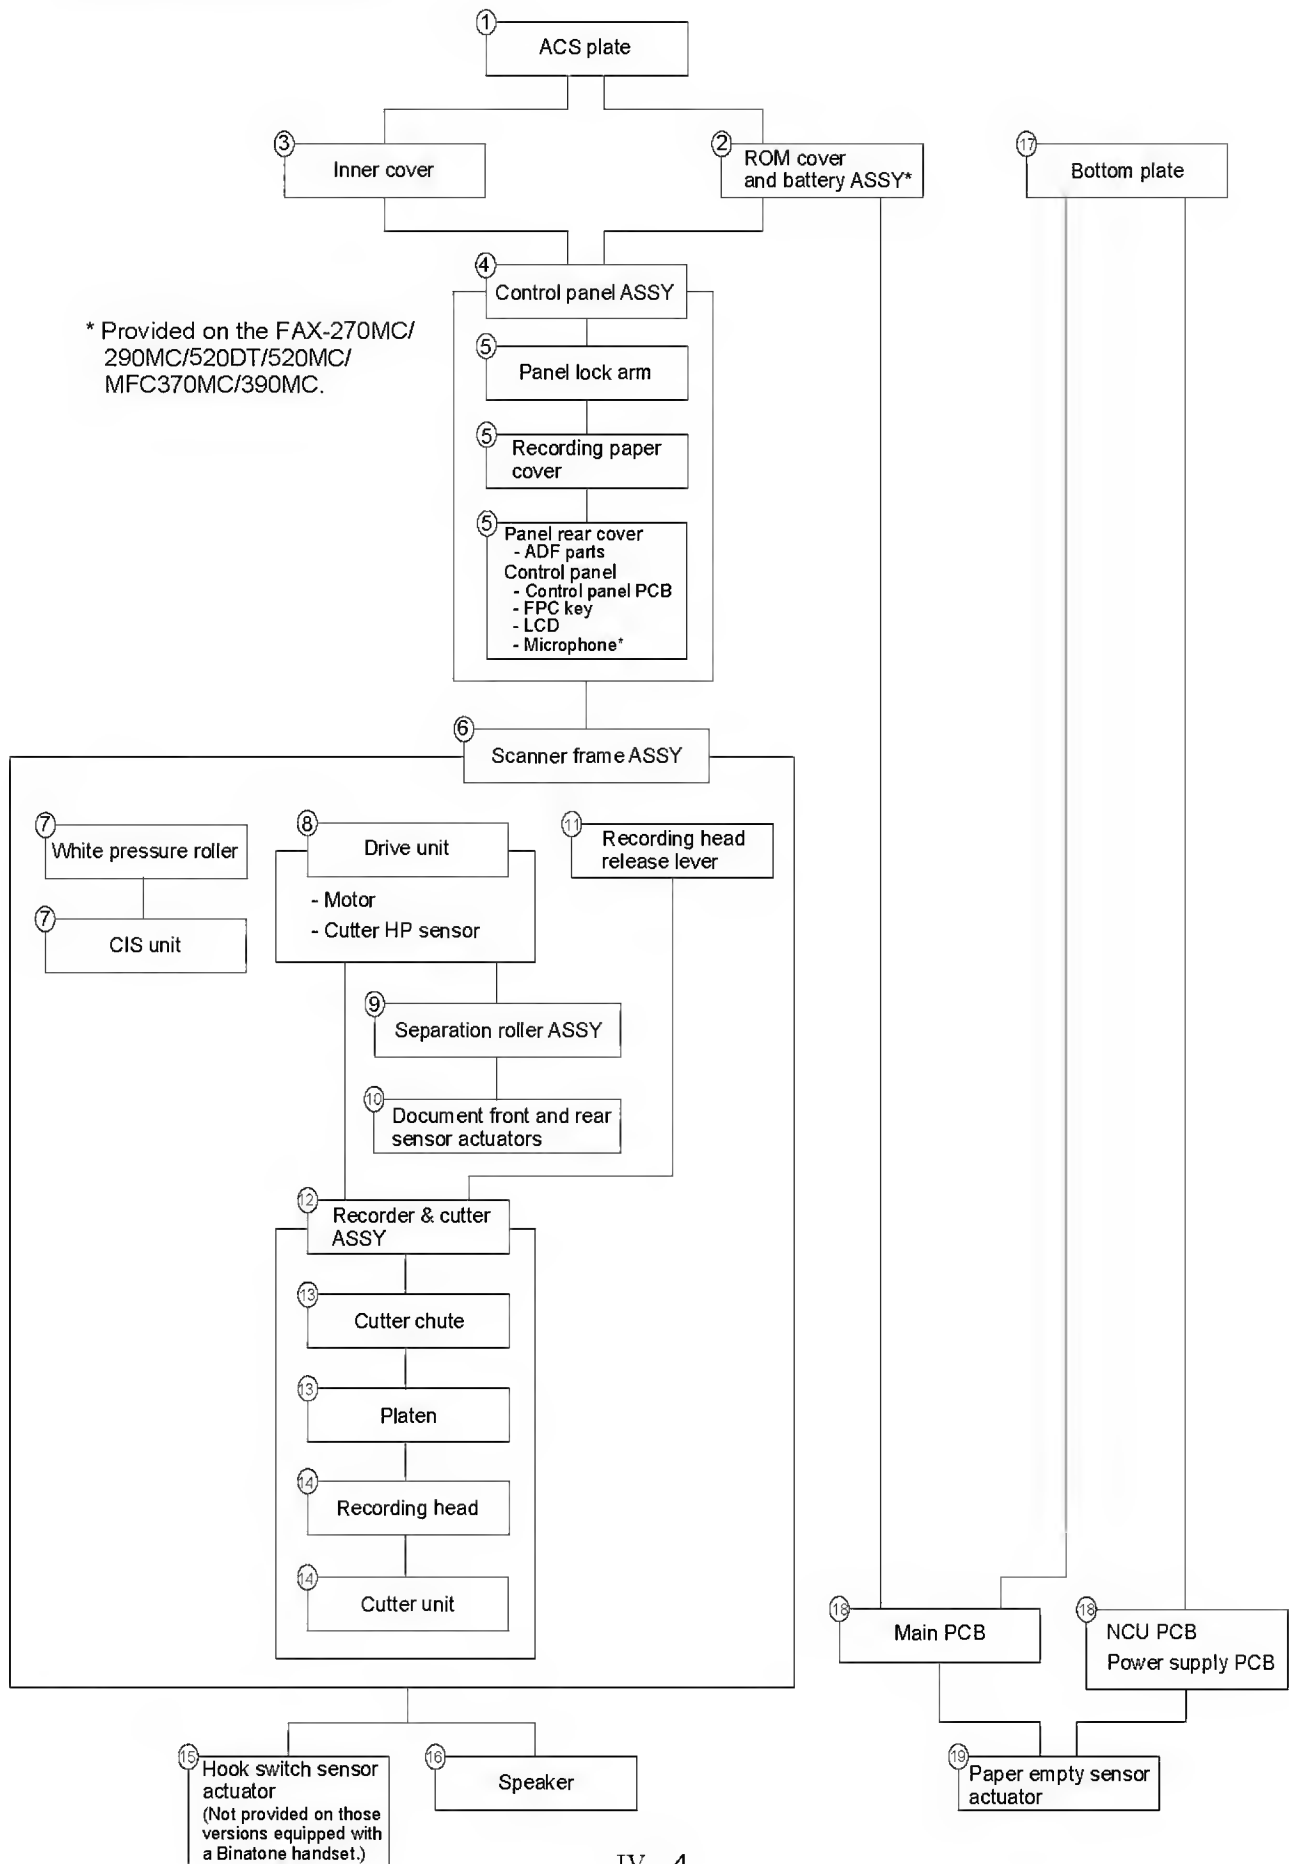 1
ACS plate
3
Inner cover
2
ROM cover
and battery ASSY*
17
Bottom plate
4
Control panel ASSY
* Provided on the FAX-270MC/
290MC/520DT/520MC/
MFC370MC/390MC.
5
Panel lock arm
5
Recording paper
cover
5
Panel rear cover
- ADF parts
Control panel
- Control panel PCB
- FPC key
- LCD
- Microphone*
6
Scanner frame ASSY
7
White pressure roller
7
CIS unit
8
Drive unit
- Motor
- Cutter HP sensor
11
Recording head
release lever
9
Separation roller ASSY
10
Document front and rear
sensor actuators
12
Recorder & cutter
ASSY
13
Cutter chute
13
Platen
14
Recording head
14
Cutter unit
18
Main PCB
18
NCU PCB
Power supply PCB
15
Hook switch sensor
actuator
(Not provided on those
versions equipped with
a Binatone handset.)
16
Speaker
19
Paper empty sensor
actuator
IV - 4